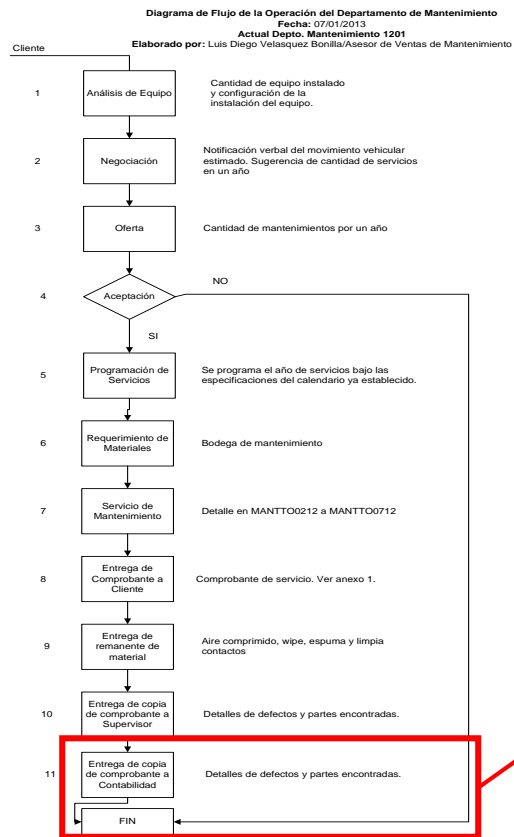 Diagrama de Flujo de la Operación del Departamento de Mantenimiento
Fecha: 07/01/2013
Actual Depto. Mantenimiento 1201
Elaborado por: Luis Diego Velasquez Bonilla/Asesor de Ventas de Mantenimiento
Cliente
1
Análisis de Equipo
Cantidad de equipo instalado
y configuración de la
instalación del equipo.
2
Negociación
Notificación verbal del movimiento vehicular
estimado. Sugerencia de cantidad de servicios
en un año
3
Oferta
Cantidad de mantenimientos por un año
4
Aceptación
NO
SI
5
Programación de
Servicios
Se programa el año de servicios bajo las
especificaciones del calendario ya establecido.
6
Requerimiento de
Materiales
Bodega de mantenimiento
7
Servicio de
Mantenimiento
Detalle en MANTTO0212 a MANTTO0712
8
Entrega de
Comprobante a
Cliente
Comprobante de servicio. Ver anexo 1.
9
Entrega de
remanente de
material
Aire comprimido, wipe, espuma y limpia
contactos
10
Entrega de copia
de comprobante a
Supervisor
Detalles de defectos y partes encontradas.
11
Entrega de copia
de comprobante a
Contabilidad
Detalles de defectos y partes encontradas.
FIN